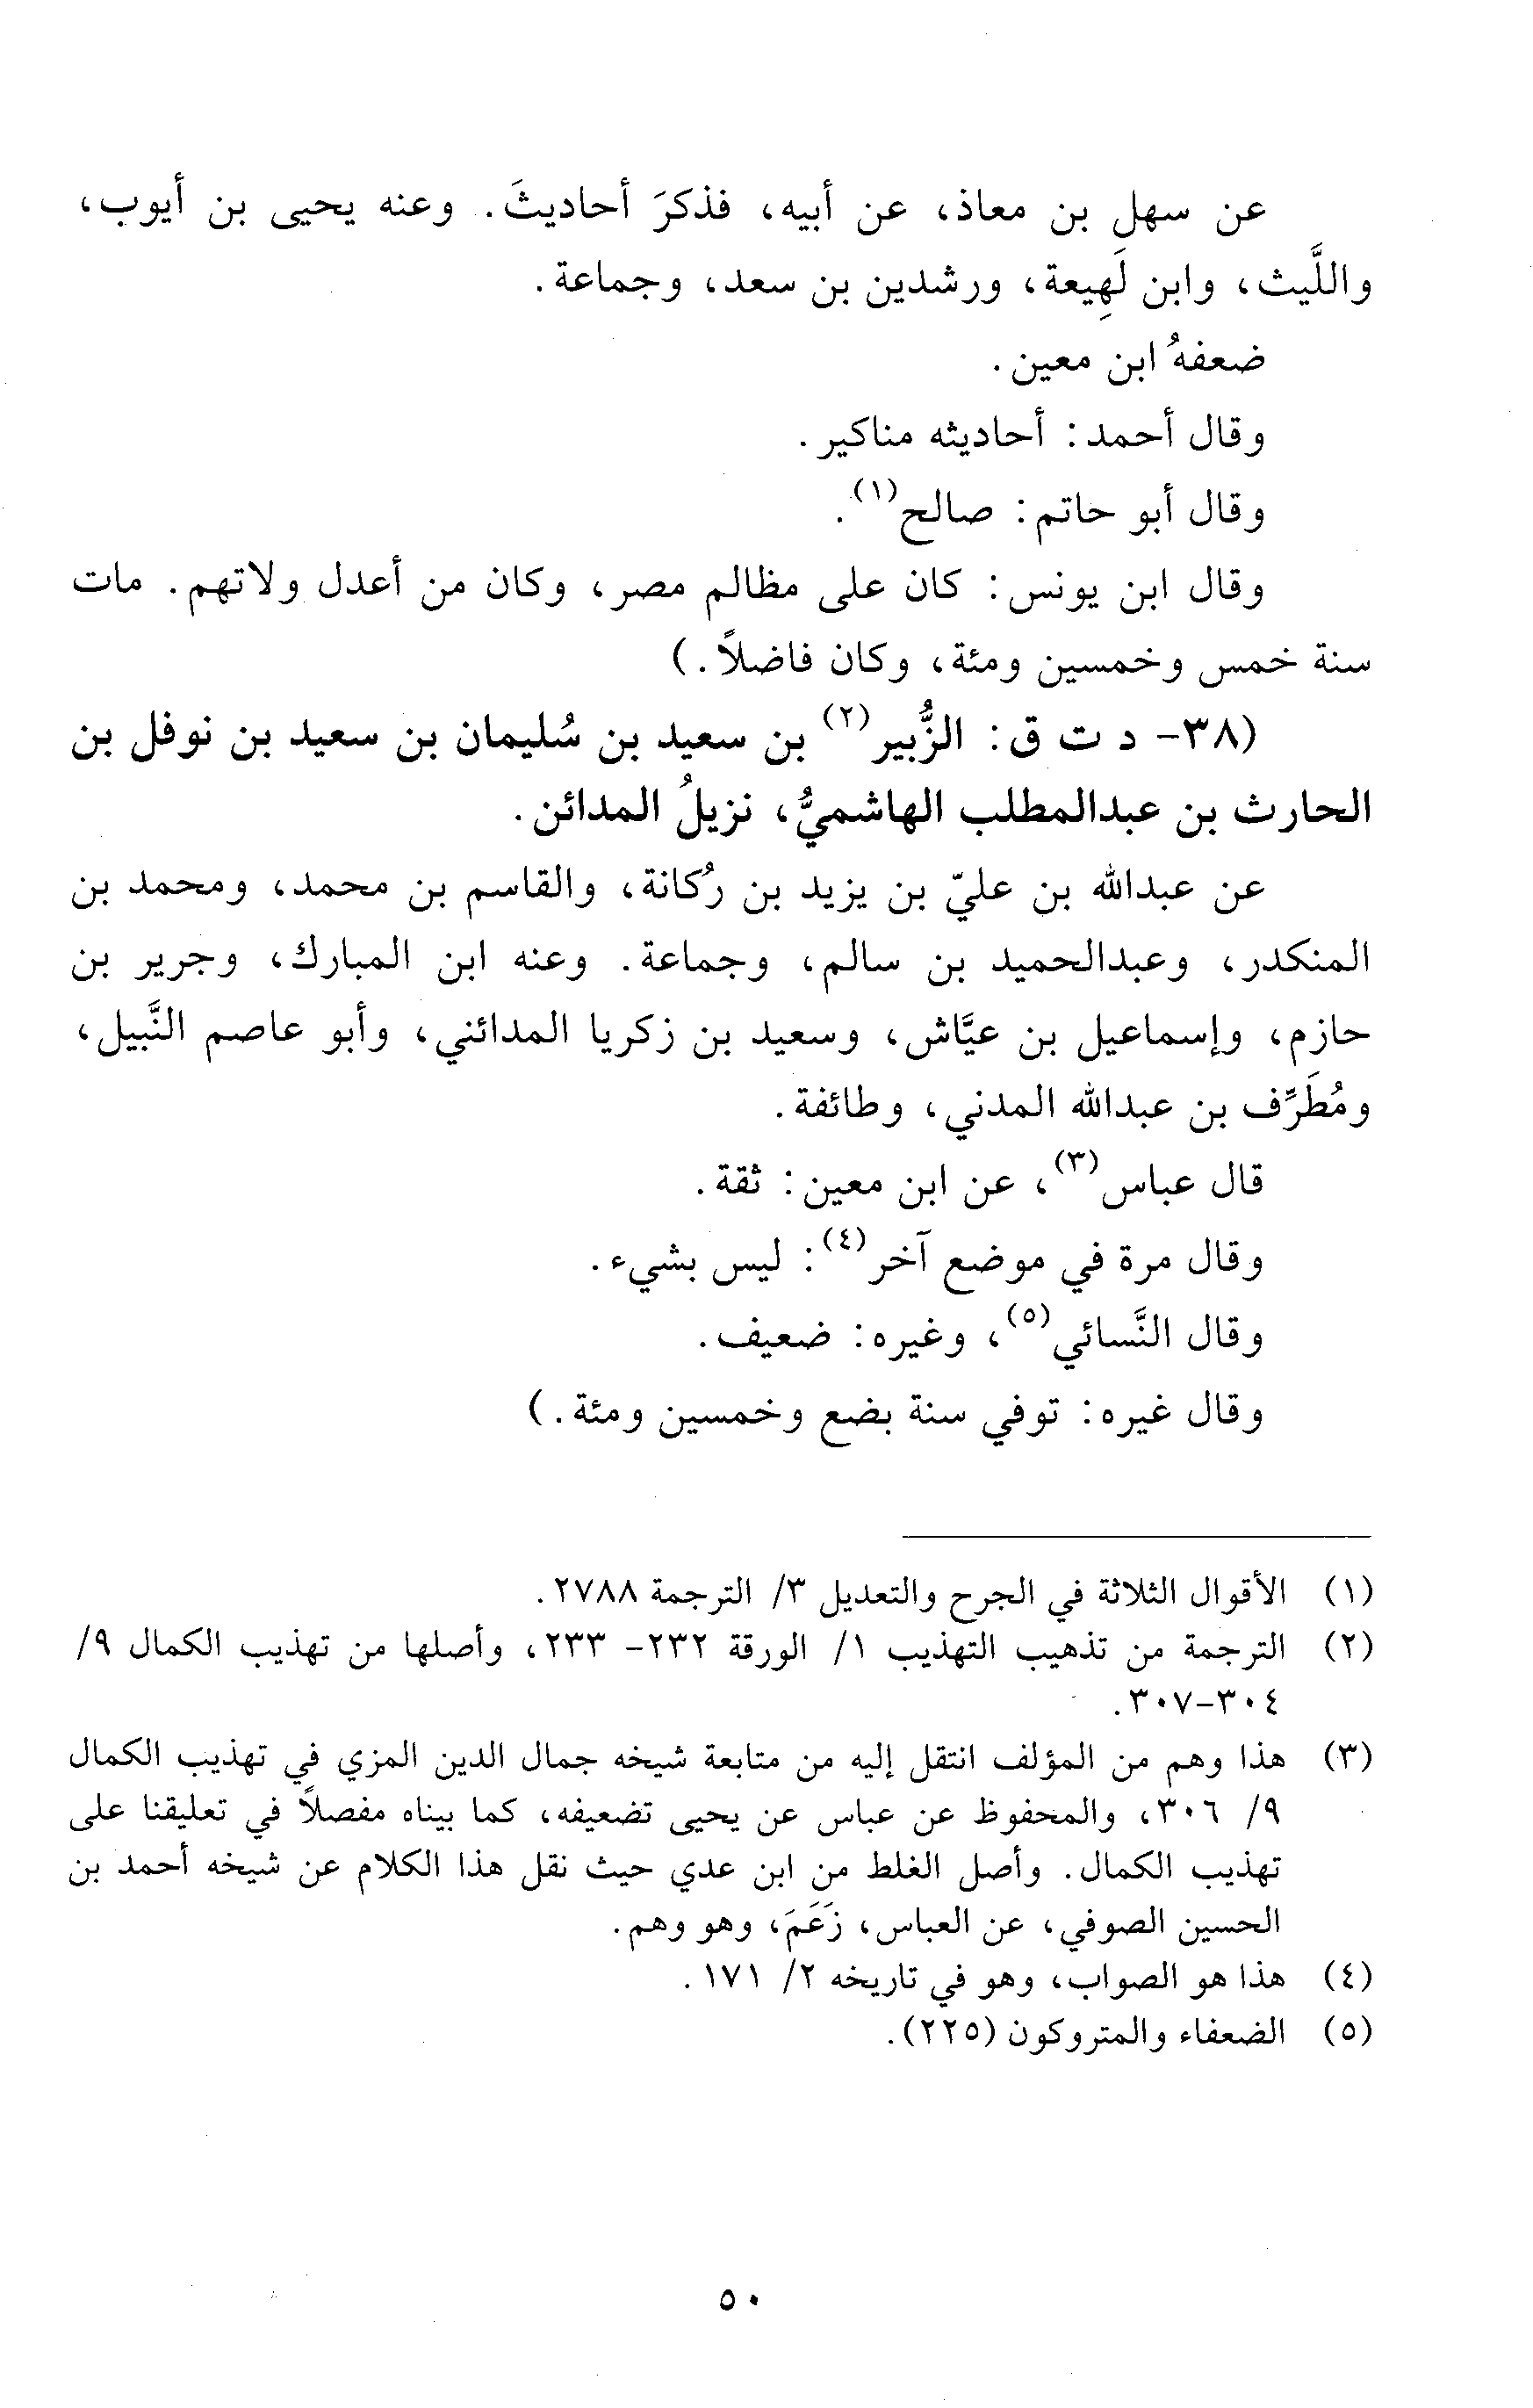 عن سهل بن معاذ، عن أبيه، فذكرَ أحاديثَ. وعنه يحيى بن أيوب،
واللَّيث، وابن لَهِيعة، ورشدين بن سعد، وجماعة.
ضعفهُ ابن معين.
وقال أحمد: أحاديثه مناكير.
وقال أبو حاتم: صالح(١).
وقال ابن يونس: كان على مظالم مصر، وكان من أعدل ولاتهم. مات
سنة خمس وخمسين ومئة، وكان فاضلاً.)
(٣٨- د ت ق: الزُّبير(٢) بن سعيد بن سُليمان بن سعيد بن نوفل بن
الحارث بن عبدالمطلب الهاشميُّ، نزيلُ المدائن.
عن عبدالله بن عليّ بن يزيد بن رُكانة، والقاسم بن محمد، ومحمد بن
المنكدر، وعبدالحميد بن سالم، وجماعة. وعنه ابن المبارك، وجرير بن
حازم، وإسماعيل بن عيَّاش، وسعيد بن زكريا المدائني، وأبو عاصم النَّبيل،
ومُطَرِّف بن عبدالله المدني، وطائفة.
قال عباس(٣)، عن ابن معين: ثقة.
وقال مرة في موضع آخر(٤): ليس بشيء.
وقال النَّسائي(٥)، وغيره: ضعيف.
وقال غيره: توفي سنة بضع وخمسين ومئة.)
(١) الأقوال الثلاثة في الجرح والتعديل ٣/ الترجمة ٢٧٨٨.
(٢) الترجمة من تذهيب التهذيب ١/ الورقة ٢٣٢- ٢٣٣، وأصلها من تهذيب الكمال ٩/
٣٠٤-٣٠٧.
(٣) هذا وهم من المؤلف انتقل إليه من متابعة شيخه جمال الدين المزي في تهذيب الكمال
٩/ ٣٠٦، والمحفوظ عن عباس عن يحيى تضعيفه، كما بيناه مفصلاً في تعليقنا على
تهذيب الكمال. وأصل الغلط من ابن عدي حيث نقل هذا الكلام عن شيخه أحمد بن
الحسين الصوفي، عن العباس، زَعَمَ، وهو وهم.
(٤) هذا هو الصواب، وهو في تاريخه ٢/ ١٧١.
(٥) الضعفاء والمتروكون (٢٢٥).
٥٠